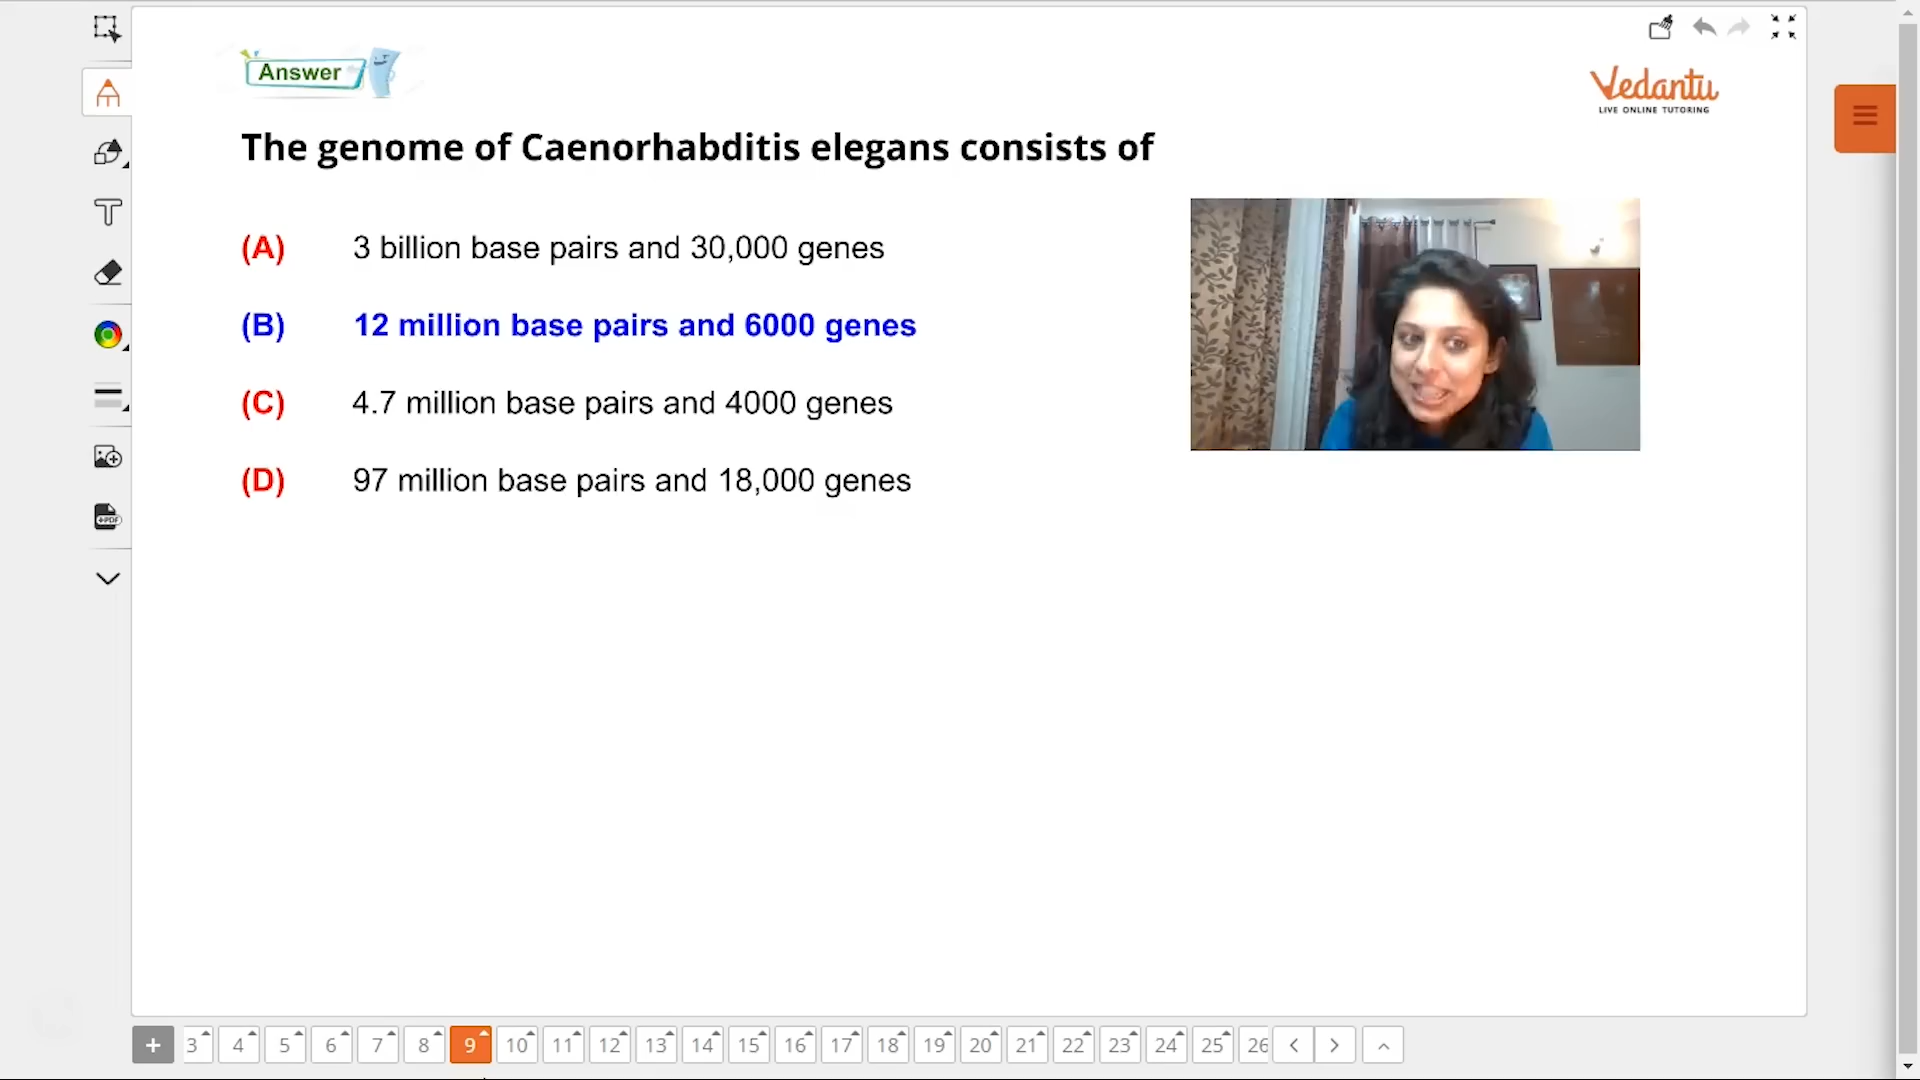 Answer
Vedantu
LIVE ONLINE TUTORING
The genome of Caenorhabditis elegans consists of
(A) 3 billion base pairs and 30,000 genes
(B) 12 million base pairs and 6000 genes
(C) 4.7 million base pairs and 4000 genes
(D) 97 million base pairs and 18,000 genes
+PDF
+ 3 4 5 6 7 8 9 10 11 12 13 14 15 16 17 18 19 20 21 22 23 24 25 26